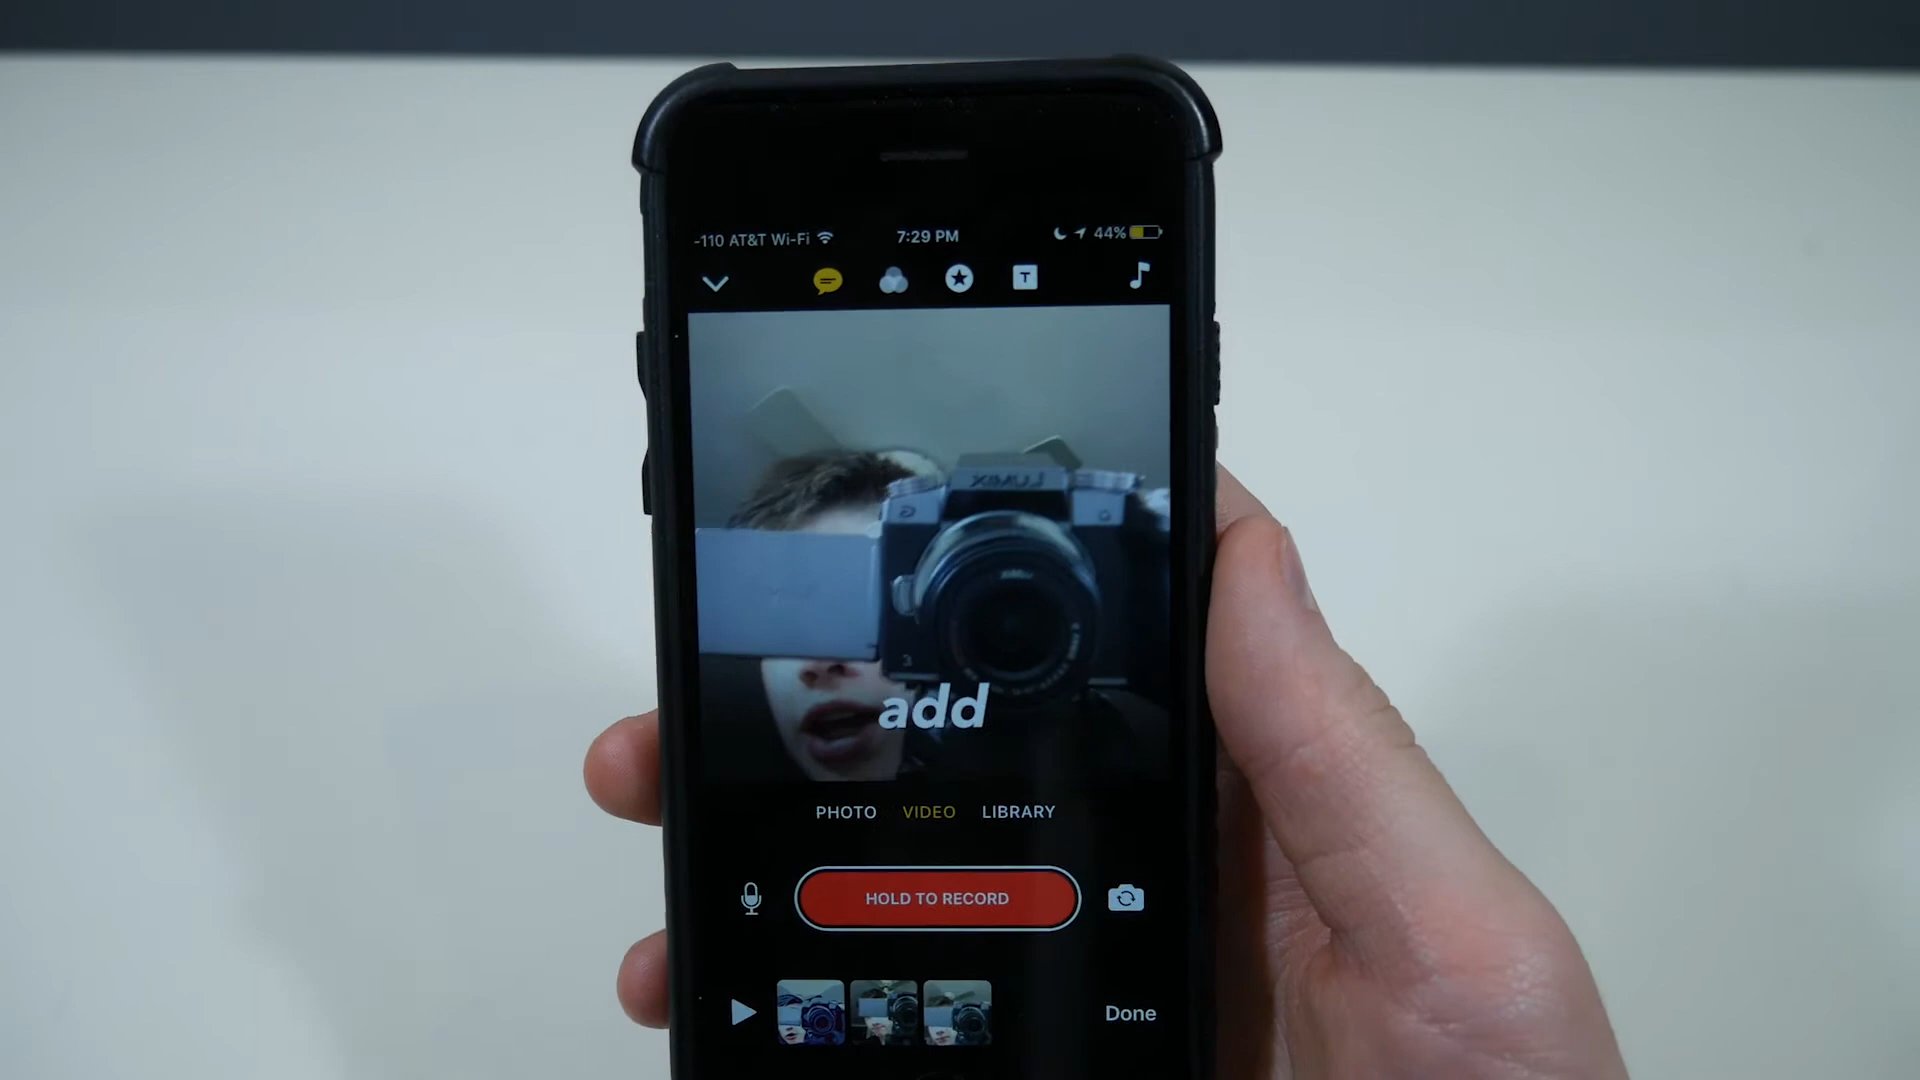 -110 AT&T Wi-Fi 7:29 PM 44%
T
LUMIX
G
add
PHOTO VIDEO LIBRARY
HOLD TO RECORD
Done